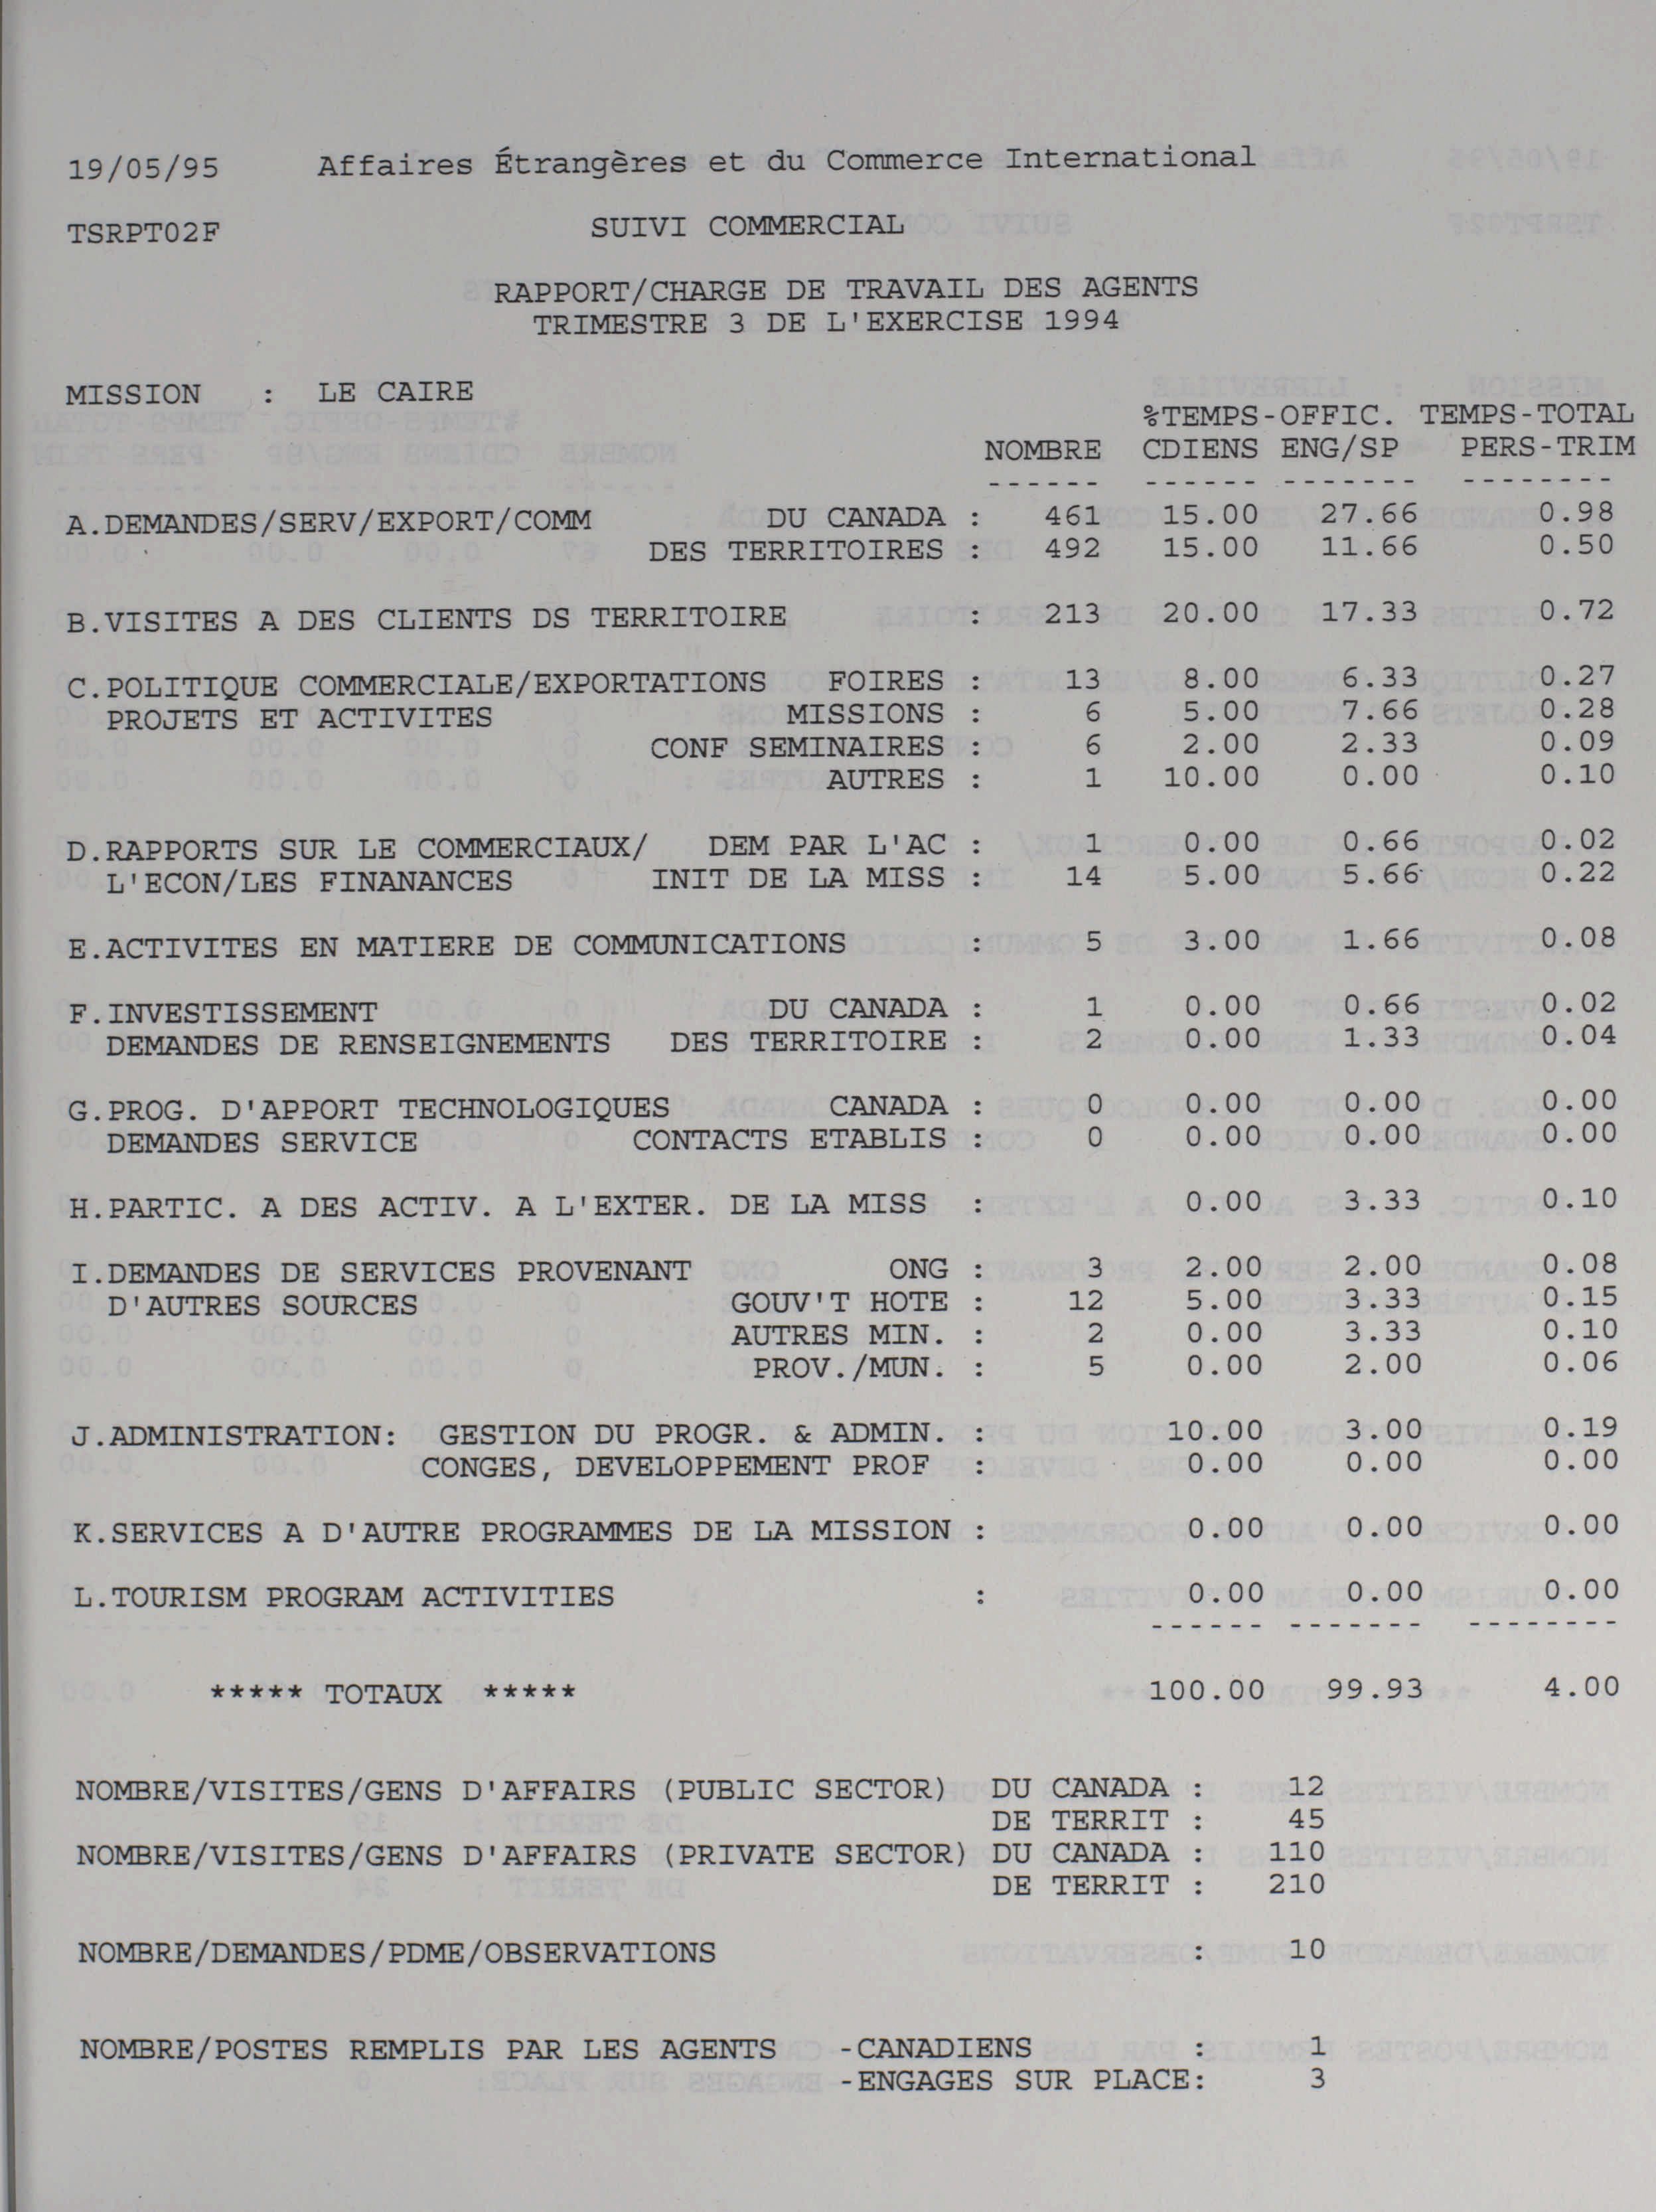 19/05/95 Affaires Étrangères et du Commerce International
TSRPT02F SUIVI COMMERCIAL
RAPPORT/CHARGE DE TRAVAIL DES AGENTS
TRIMESTRE 3 DE L'EXERCISE 1994
MISSION : LE CAIRE
%TEMPS-OFFIC. TEMPS-TOTAL
NOMBRE CDIENS ENG/SP PERS-TRIM
------ ------ ------- --------
A.DEMANDES/SERV/EXPORT/COMM DU CANADA : 461 15.00 27.66 0.98
DES TERRITOIRES : 492 15.00 11.66 0.50
B.VISITES A DES CLIENTS DS TERRITOIRE : 213 20.00 17.33 0.72
C.POLITIQUE COMMERCIALE/EXPORTATIONS FOIRES : 13 8.00 6.33 0.27
PROJETS ET ACTIVITES MISSIONS : 6 5.00 7.66 0.28
CONF SEMINAIRES : 6 2.00 2.33 0.09
AUTRES : 1 10.00 0.00 0.10
D.RAPPORTS SUR LE COMMERCIAUX/ DEM PAR L'AC : 1 0.00 0.66 0.02
L'ECON/LES FINANANCES INIT DE LA MISS : 14 5.00 5.66 0.22
E.ACTIVITES EN MATIERE DE COMMUNICATIONS : 5 3.00 1.66 0.08
F.INVESTISSEMENT DU CANADA : 1 0.00 0.66 0.02
DEMANDES DE RENSEIGNEMENTS DES TERRITOIRE : 2 0.00 1.33 0.04
G.PROG. D'APPORT TECHNOLOGIQUES CANADA : 0 0.00 0.00 0.00
DEMANDES SERVICE CONTACTS ETABLIS : 0 0.00 0.00 0.00
H.PARTIC. A DES ACTIV. A L'EXTER. DE LA MISS : 0.00 3.33 0.10
I.DEMANDES DE SERVICES PROVENANT ONG : 3 2.00 2.00 0.08
D'AUTRES SOURCES GOUV'T HOTE : 12 5.00 3.33 0.15
AUTRES MIN. : 2 0.00 3.33 0.10
PROV./MUN. : 5 0.00 2.00 0.06
J.ADMINISTRATION: GESTION DU PROGR. & ADMIN. : 10.00 3.00 0.19
CONGES, DEVELOPPEMENT PROF : 0.00 0.00 0.00
K.SERVICES A D'AUTRE PROGRAMMES DE LA MISSION : 0.00 0.00 0.00
L.TOURISM PROGRAM ACTIVITIES : 0.00 0.00 0.00
------ ------- --------
***** TOTAUX ***** 100.00 99.93 4.00
NOMBRE/VISITES/GENS D'AFFAIRS (PUBLIC SECTOR) DU CANADA : 12
DE TERRIT : 45
NOMBRE/VISITES/GENS D'AFFAIRS (PRIVATE SECTOR) DU CANADA : 110
DE TERRIT : 210
NOMBRE/DEMANDES/PDME/OBSERVATIONS : 10
NOMBRE/POSTES REMPLIS PAR LES AGENTS -CANADIENS : 1
-ENGAGES SUR PLACE: 3